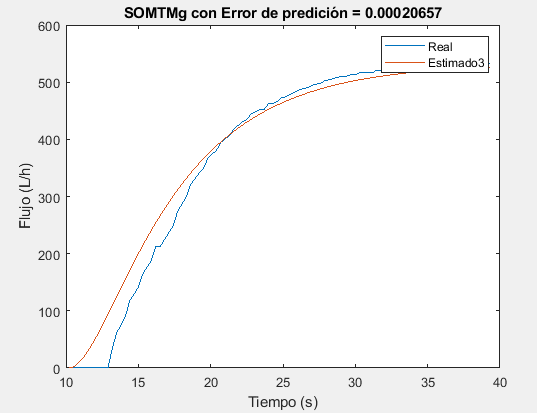 SOMTMg con Error de predición = 0.00020657
600
500
400
300
200
100
0
Flujo (L/h)
Real
Estimado3
10 15 20 25 30 35 40
Tiempo (s)